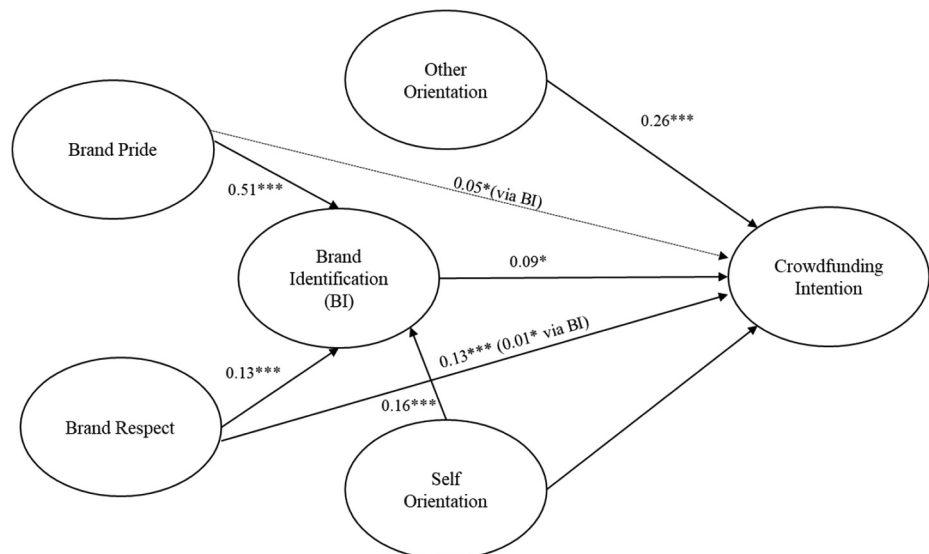 Other
Orientation
0.26***
Brand Pride
0.51***
0.05*(via BI)
Brand
Identification
(BI)
0.09*
Crowdfunding
Intention
0.13*** (0.01* via BI)
0.13***
0.16***
Brand Respect
Self
Orientation